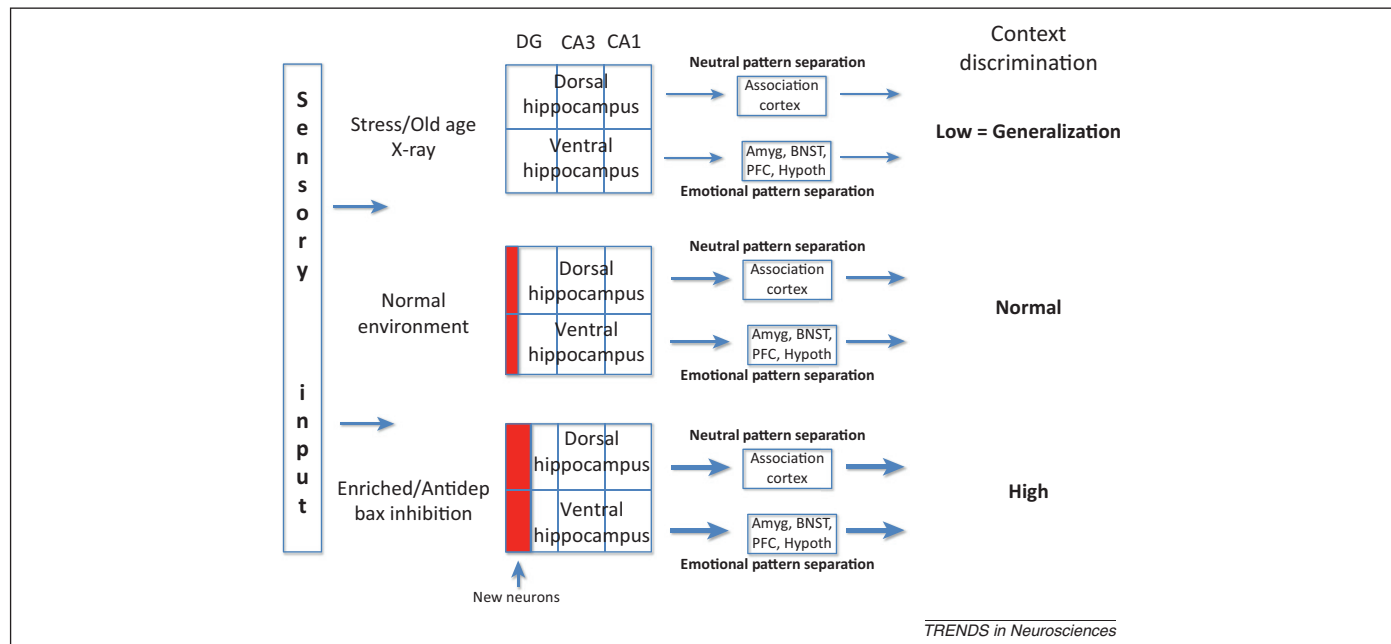 Sensory input
DG CA3 CA1
Context
discrimination
Stress/Old age
X-ray
Dorsal
hippocampus
Ventral
hippocampus
Neutral pattern separation
Association
cortex
Amyg, BNST,
PFC, Hypoth
Emotional pattern separation
Low = Generalization
Normal
environment
Dorsal
hippocampus
Ventral
hippocampus
Neutral pattern separation
Association
cortex
Amyg, BNST,
PFC, Hypoth
Emotional pattern separation
Normal
Enriched/Antidep
bax inhibition
Dorsal
hippocampus
Ventral
hippocampus
Neutral pattern separation
Association
cortex
Amyg, BNST,
PFC, Hypoth
Emotional pattern separation
High
New neurons
TRENDS in Neurosciences